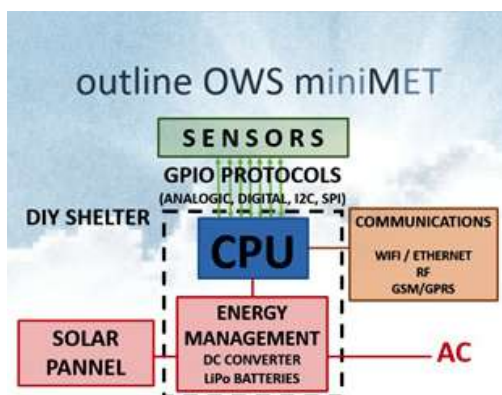 outline OWS miniMET
SENSORS
GPIO PROTOCOLS
(ANALOGIC, DIGITAL, I2C, SPI)
DIY SHELTER
CPU
COMMUNICATIONS
WIFI / ETHERNET
RF
GSM/GPRS
ENERGY
MANAGEMENT
DC CONVERTER
LiPo BATTERIES
SOLAR
PANNEL
AC